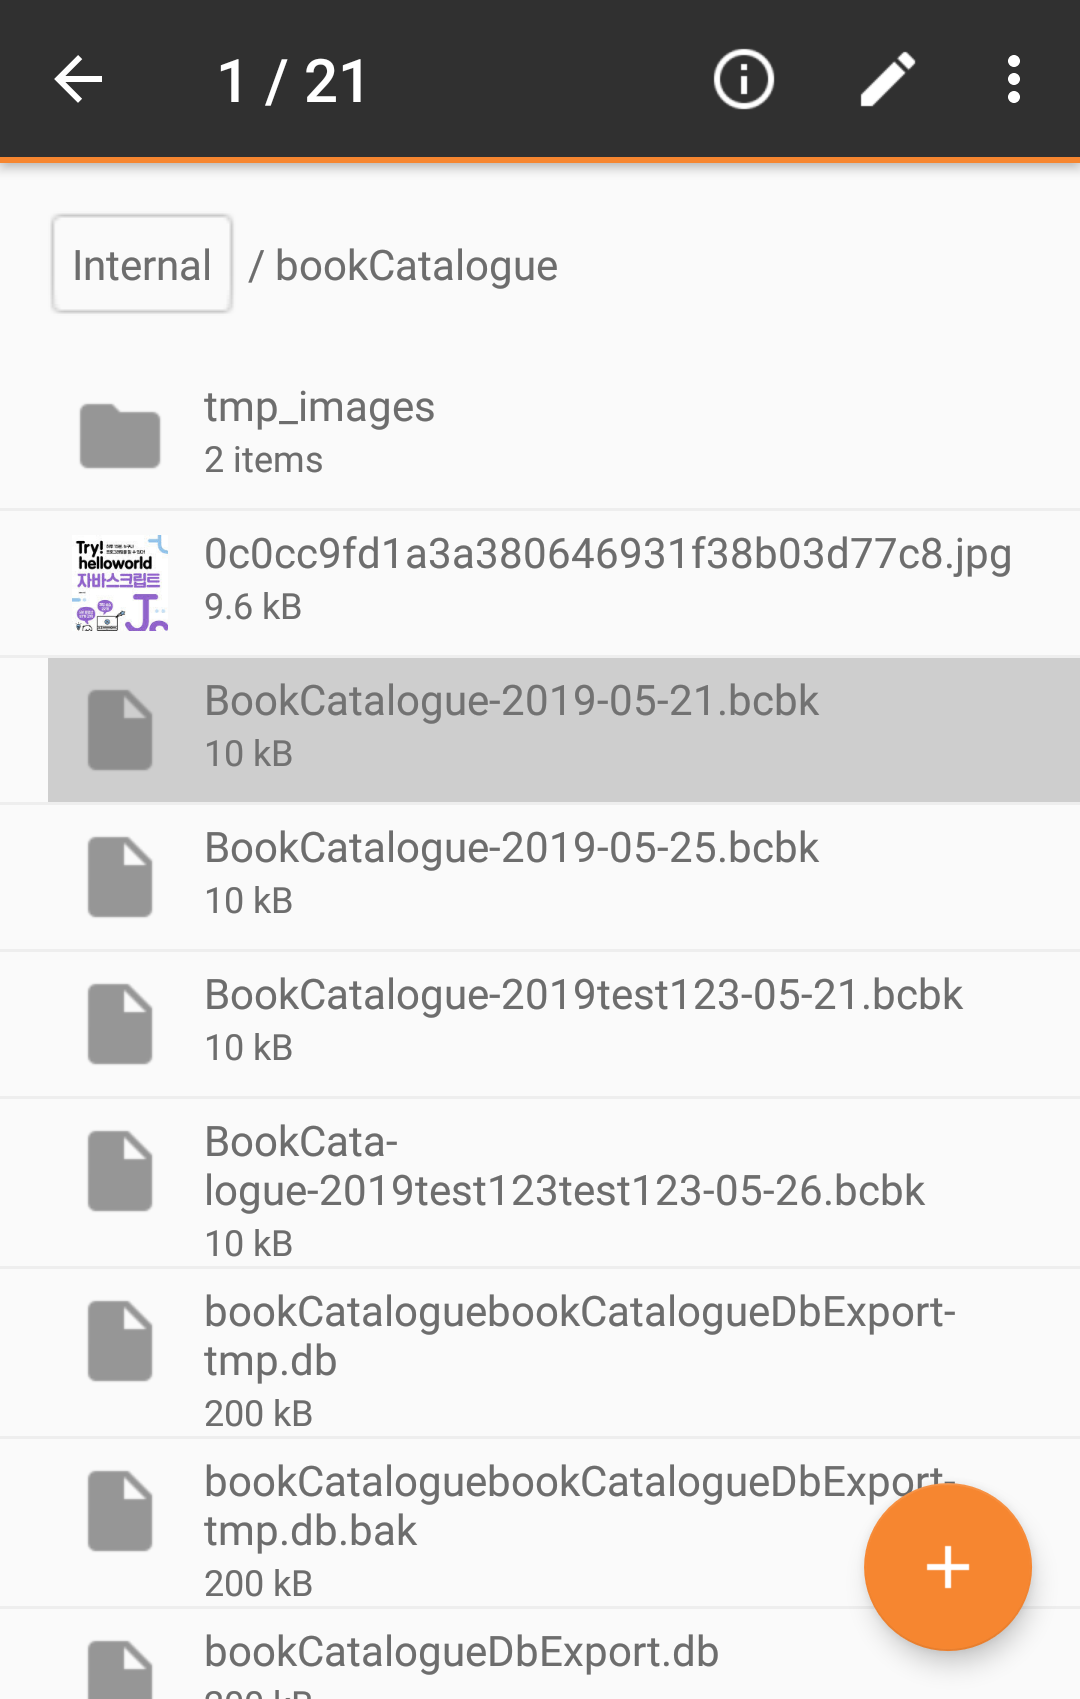 1 / 21
Internal / bookCatalogue
tmp_images
2 items
Try!
helloworld
자바스크립트
0c0cc9fd1a3a380646931f38b03d77c8.jpg
9.6 kB
BookCatalogue-2019-05-21.bcbk
10 kB
BookCatalogue-2019-05-25.bcbk
10 kB
BookCatalogue-2019test123-05-21.bcbk
10 kB
BookCata-
logue-2019test123test123-05-26.bcbk
10 kB
bookCataloguebookCatalogueDbExport-
tmp.db
200 kB
bookCataloguebookCatalogueDbExport-
tmp.db.bak
200 kB
bookCatalogueDbExport.db